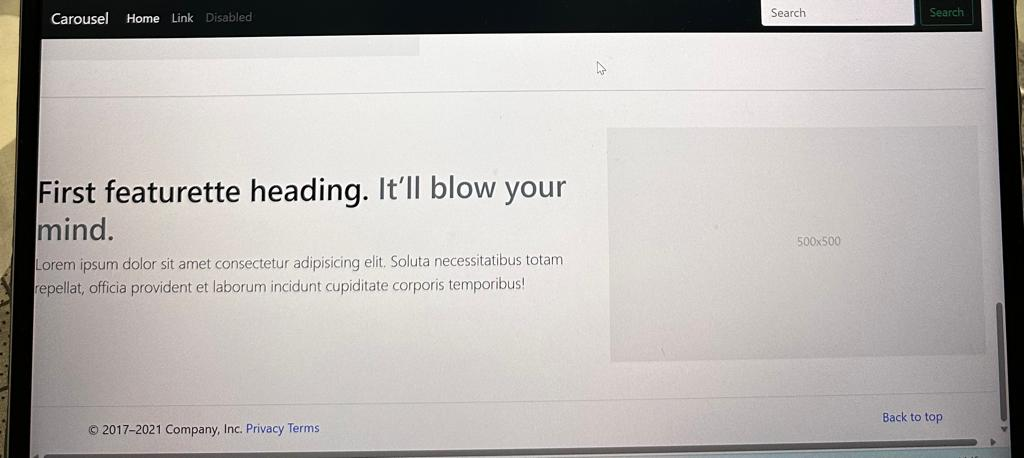 Carousel Home Link Disabled Search Search
First featurette heading. It'll blow your
mind.
Lorem ipsum dolor sit amet consectetur adipisicing elit. Soluta necessitatibus totam
repellat, officia provident et laborum incidunt cupiditate corporis temporibus!
500x500
© 2017–2021 Company, Inc. Privacy Terms
Back to top